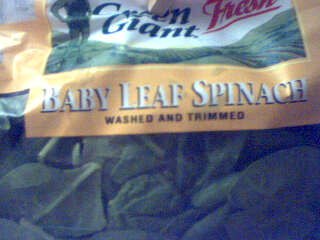 Green Fresh
Giant
BABY LEAF SPINACH
WASHED AND TRIMMED